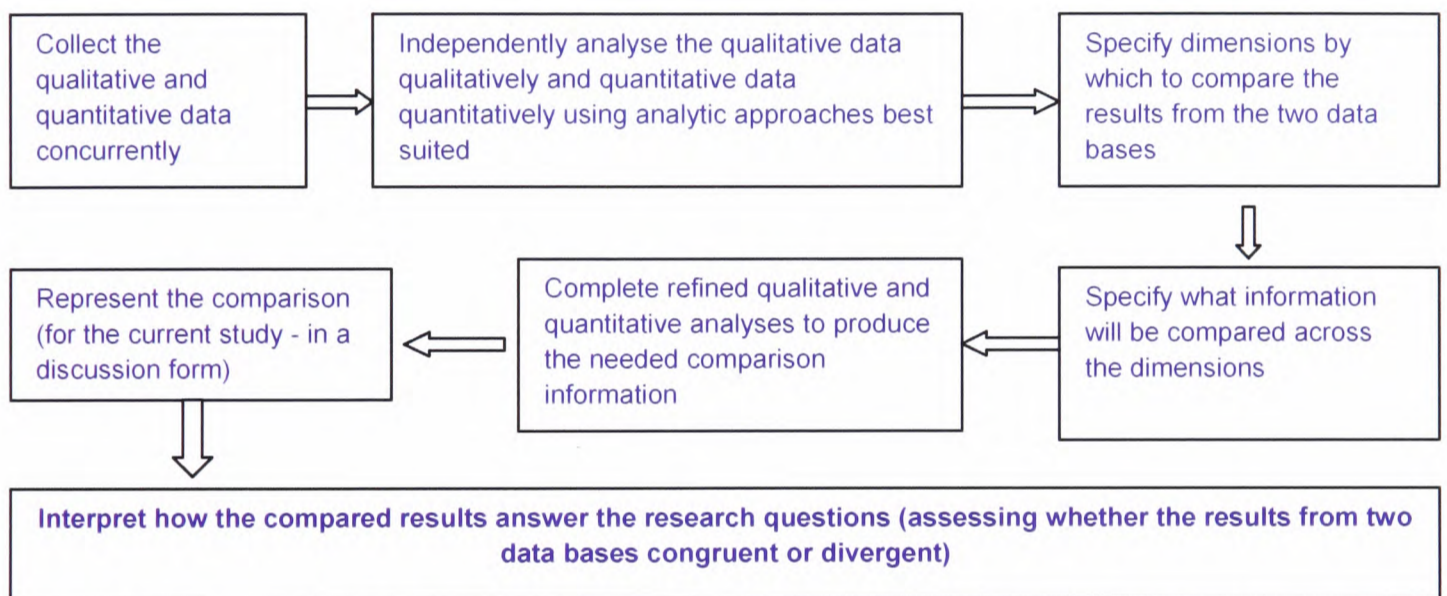 Collect the
qualitative and
quantitative data
concurrently
Independently analyse the qualitative data
qualitatively and quantitative data
quantitatively using analytic approaches best
suited
Specify dimensions by
which to compare the
results from the two data
bases
Specify what information
will be compared across
the dimensions
Complete refined qualitative and
quantitative analyses to produce
the needed comparison
information
Represent the comparison
(for the current study - in a
discussion form)
Interpret how the compared results answer the research questions (assessing whether the results from two
data bases congruent or divergent)